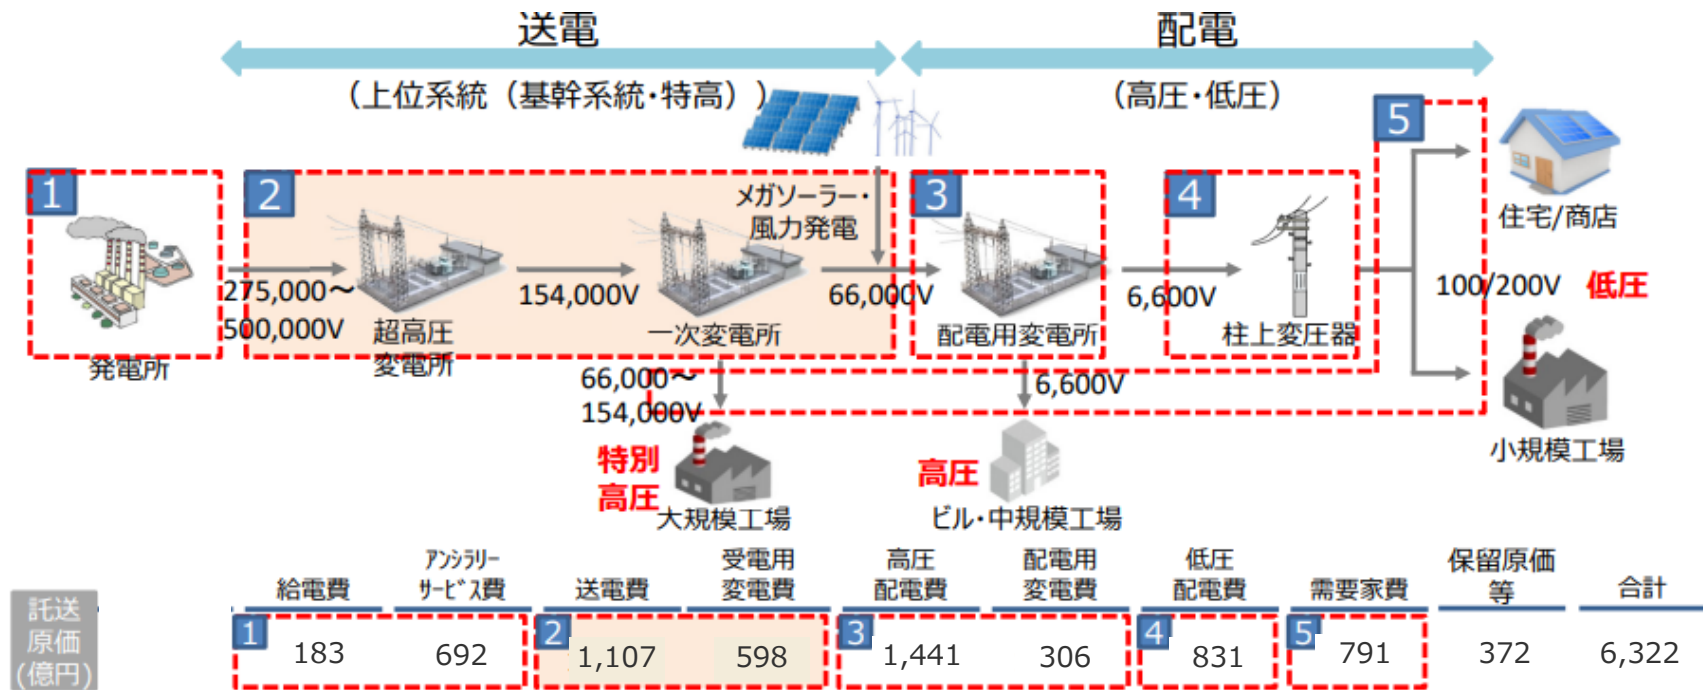 送電
配電
（上位系統（基幹系統・特高））
（高圧・低圧）
5
1
2
3
4
メガソーラー・
風力発電
住宅/商店
275,000～
500,000V
154,000V
66,000V
6,600V
100/200V
低圧
発電所
超高圧
変電所
一次変電所
配電用変電所
柱上変圧器
66,000～
154,000V
6,600V
特別
高圧
大規模工場
高圧
ビル・中規模工場
小規模工場
給電費
アンシラリー
サービス費
送電費
受電用
変電費
高圧
配電費
配電用
変電費
低圧
配電費
需要家費
保留原価
等
合計
託送
原価
(億円)
1 183 692 2 1,107 598 3 1,441 306 4 831 5 791 372 6,322